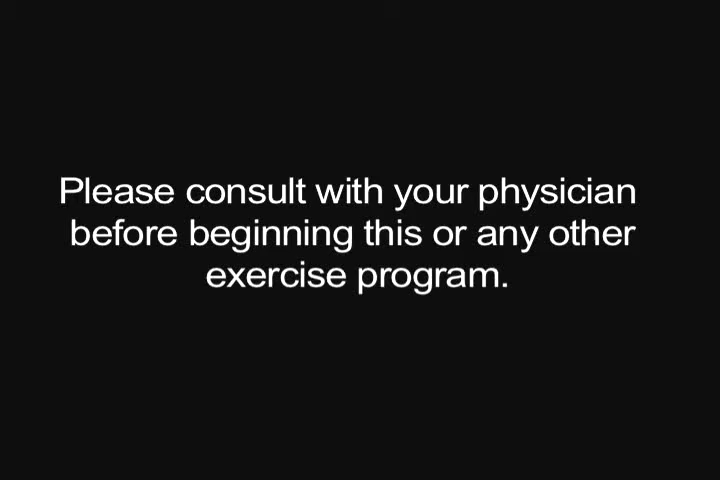 Please consult with your physician
before beginning this or any other
exercise program.